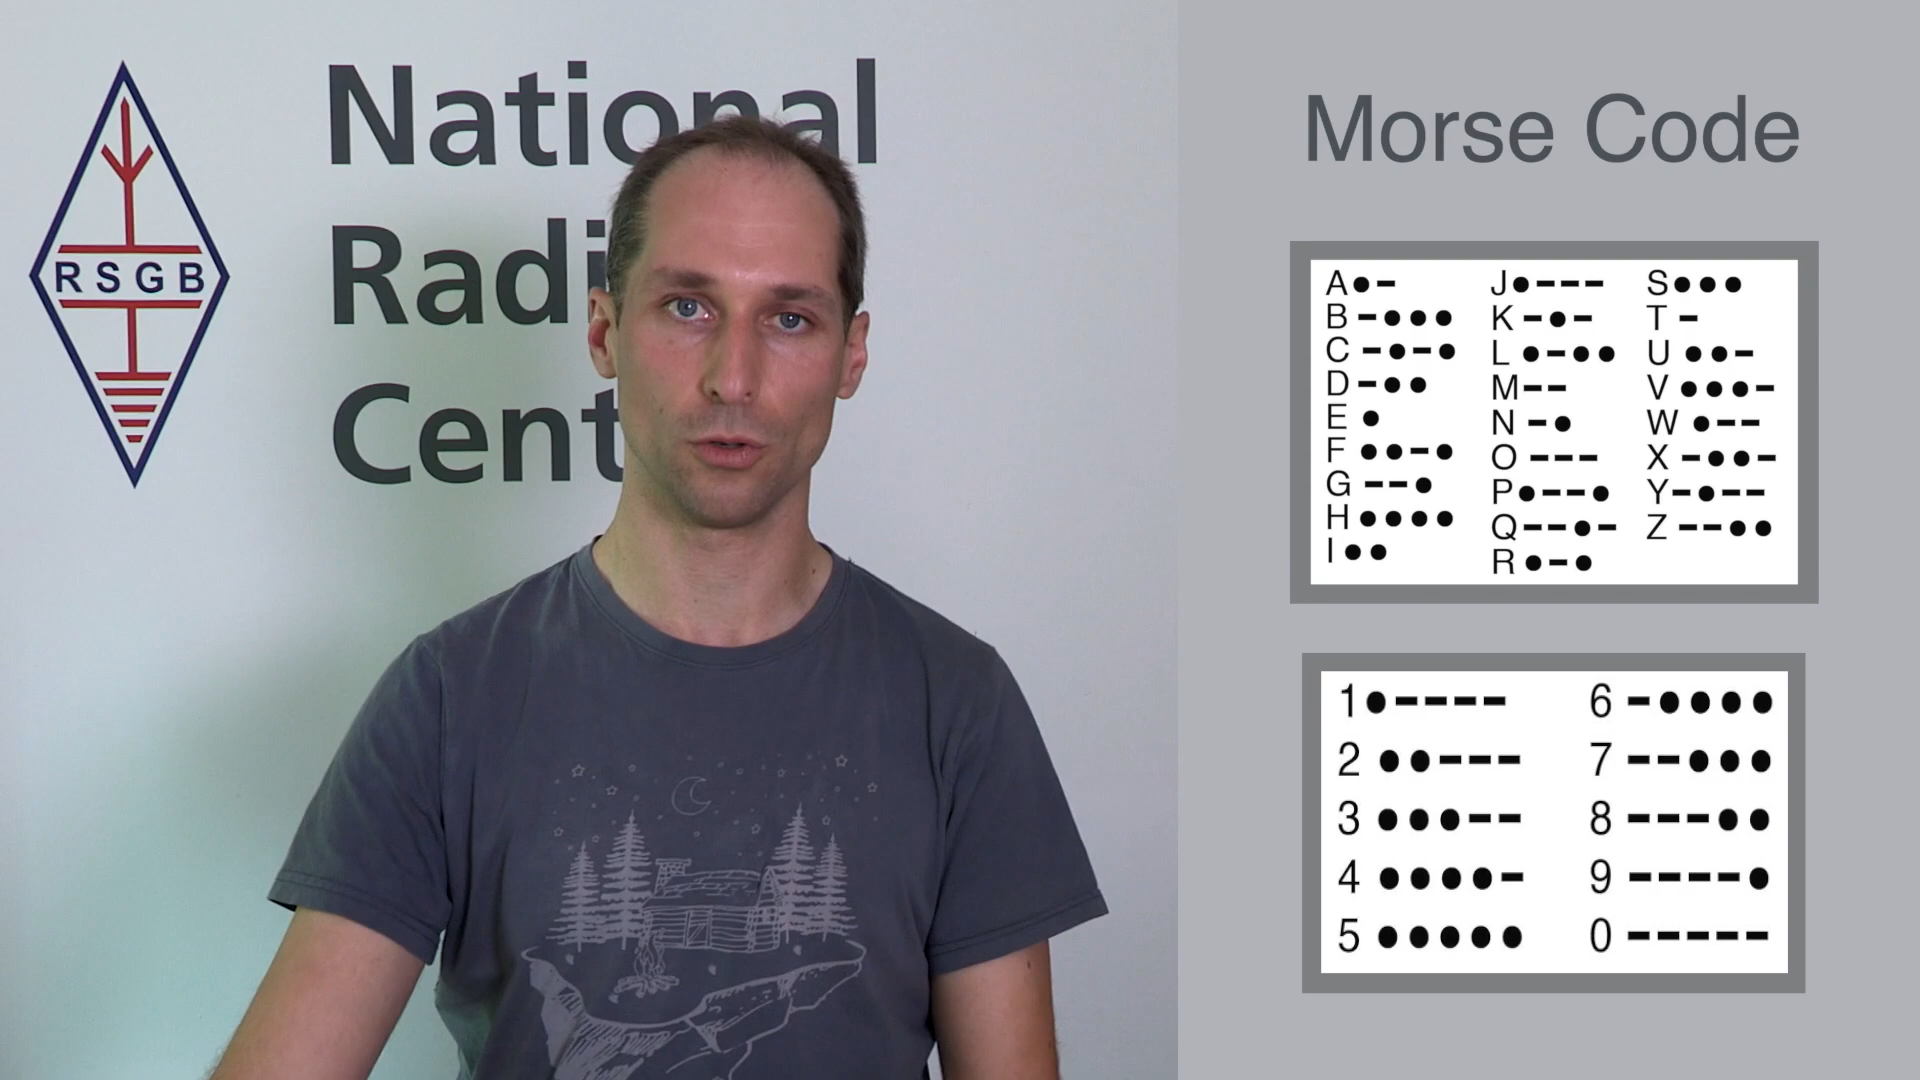 National
Radi
Cent
RSGB
Morse Code
A ●-
B -●●●
C -●-●
D -●●
E ●
F ●●-●
G --●
H ●●●●
I ●●
J ●---
K -●-
L ●-●●
M --
N -●
O ---
P ●--●
Q --●-
R ●-●
S ●●●
T -
U ●●-
V ●●●-
W ●--
X -●●-
Y -●--
Z --●●
1 ●----
2 ●●---
3 ●●●--
4 ●●●●-
5 ●●●●●
6 -●●●●
7 --●●●
8 ---●●
9 ----●
0 -----